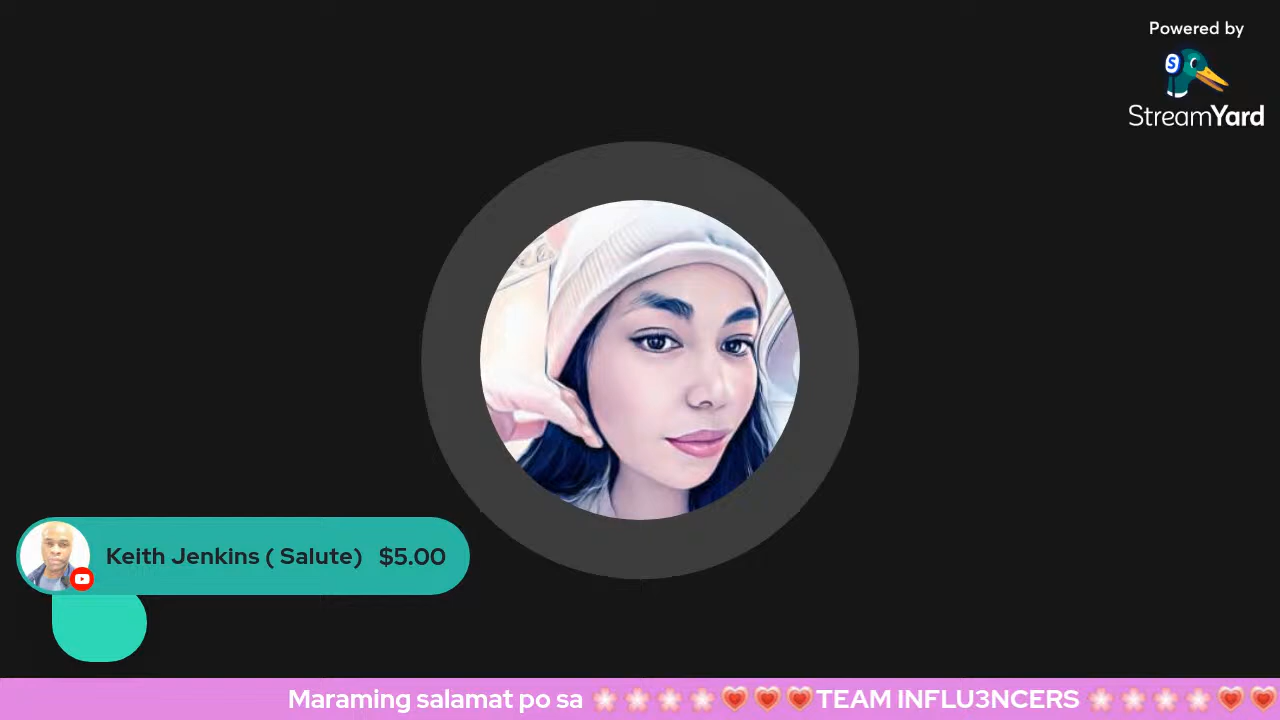 Powered by
S
StreamYard
Keith Jenkins ( Salute) $5.00
Maraming salamat po sa 🌸🌸🌸🌸💗💗💗TEAM INFLU3NCERS 🌸🌸🌸🌸💗💗